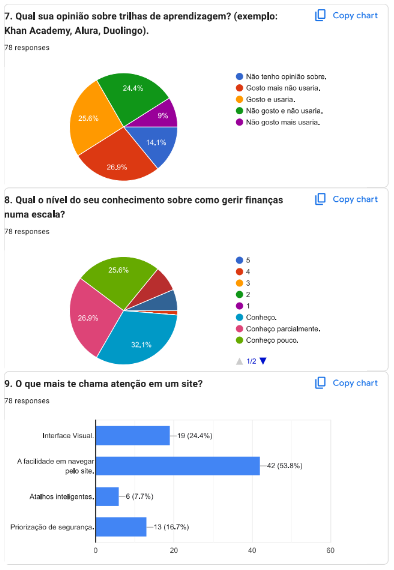 7. Qual sua opinião sobre trilhas de aprendizagem? (exemplo:
Khan Academy, Alura, Duolingo).
Copy chart
78 responses
24.4%
9%
25.6%
14,1%
26,9%
Não tenho opinião sobre.
Gosto mais não usaria.
Gosto e usaria.
Não gosto e não usaria.
Não gosto mais usaria.
8. Qual o nível do seu conhecimento sobre como gerir finanças
numa escala?
Copy chart
78 responses
25,6%
26,9%
32,1%
5
4
3
2
1
Conheço.
Conheço parcialmente.
Conheço pouco.
1/2
9. O que mais te chama atenção em um site?
Copy chart
78 responses
Interface Visual.
19 (24.4%)
A facilidade em navegar
pelo site.
42 (53.8%)
Atalhos inteligentes.
6 (7.7%)
Priorização de segurança.
13 (16.7%)
0
20
40
60